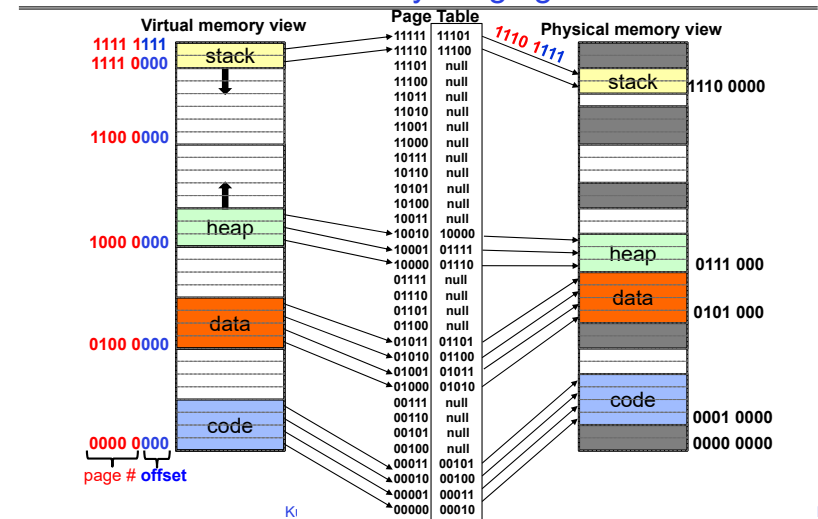 Virtual memory view
1111 1111
1111 0000
stack
1100 0000
heap
1000 0000
data
0100 0000
code
0000 0000
page # offset
Page Table
11111 11101
11110 11100
11101 null
11100 null
11011 null
11010 null
11001 null
11000 null
10111 null
10110 null
10101 null
10100 null
10011 null
10010 10000
10001 01111
10000 01110
01111 null
01110 null
01101 null
01100 null
01011 01101
01010 01100
01001 01011
01000 01010
00111 null
00110 null
00101 null
00100 null
00011 00101
00010 00100
00001 00011
00000 00010
1110 1111
Physical memory view
stack
1110 0000
heap
0111 000
data
0101 000
code
0001 0000
0000 0000